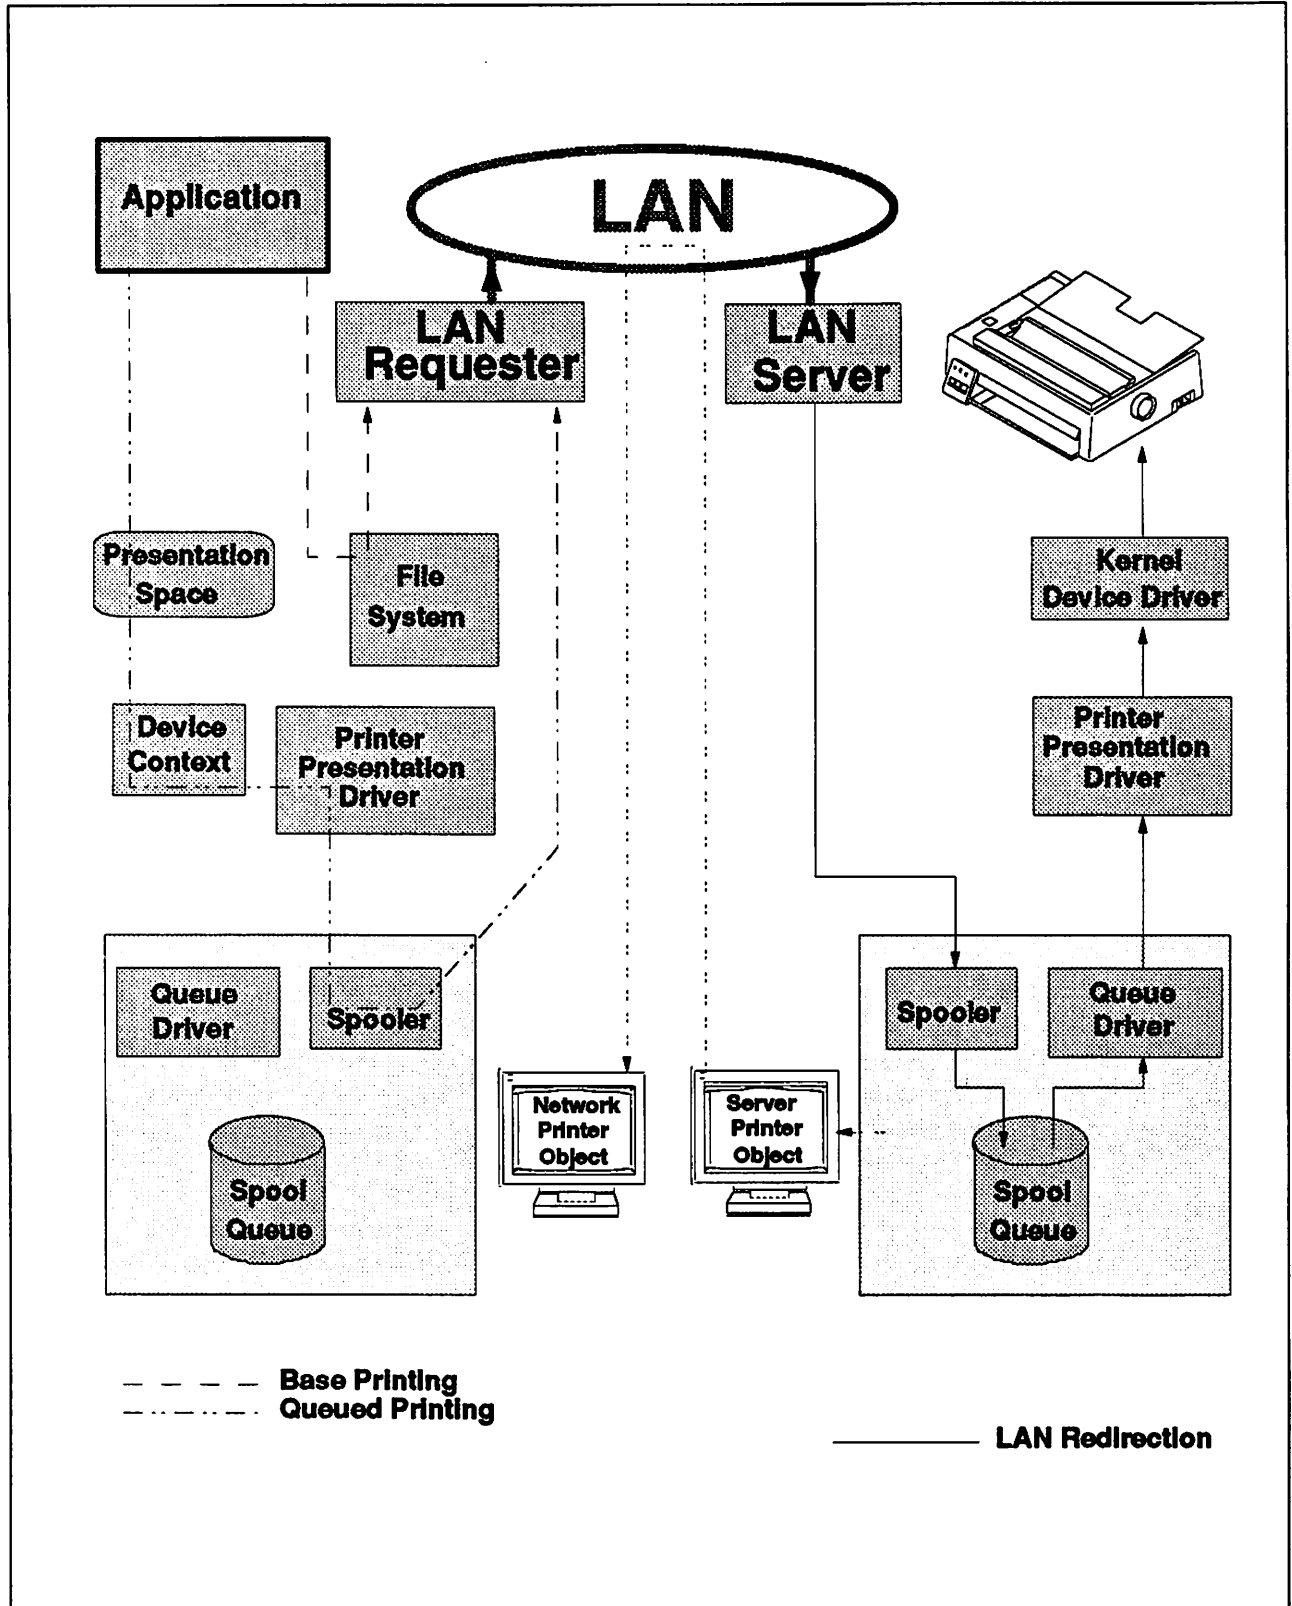 Application
LAN
LAN
Requester
LAN
Server
Presentation
Space
File
System
Kernel
Device Driver
Device
Context
Printer
Presentation
Driver
Printer
Presentation
Driver
Queue
Driver
Spooler
Spooler
Queue
Driver
Network
Printer
Object
Server
Printer
Object
Spool
Queue
Spool
Queue
Base Printing
Queued Printing
LAN Redirection